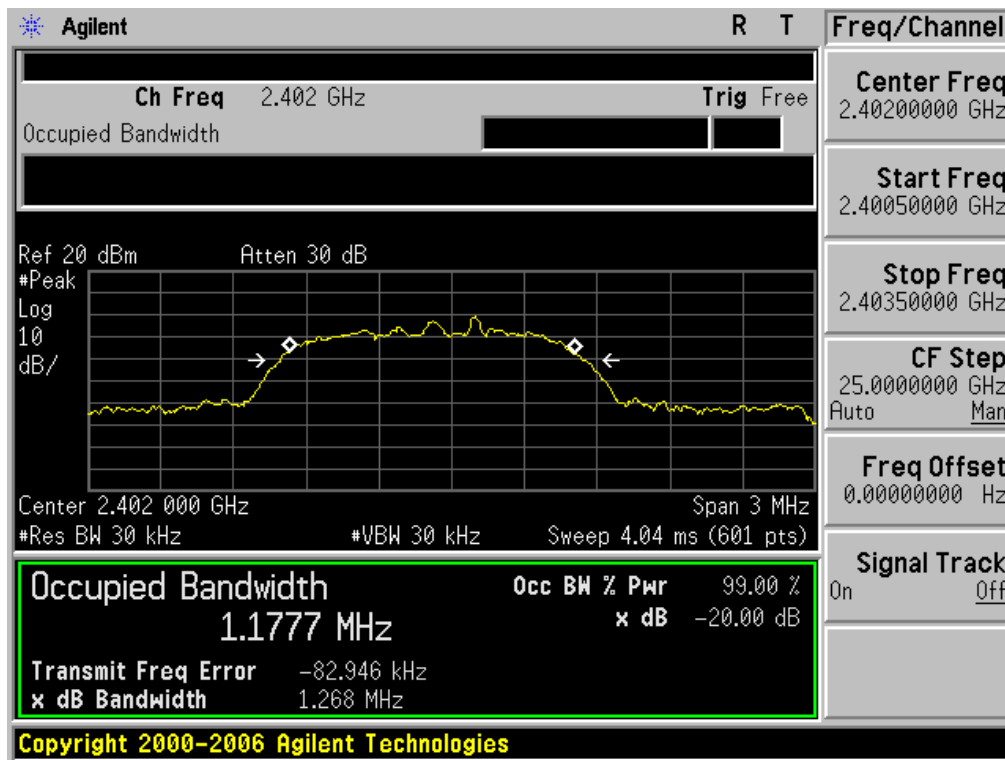 Agilent R T
Ch Freq 2.402 GHz Trig Free
Occupied Bandwidth
Ref 20 dBm Atten 30 dB
#Peak
Log
10
dB/
Center 2.402 000 GHz Span 3 MHz
#Res BW 30 kHz #VBW 30 kHz Sweep 4.04 ms (601 pts)
Occupied Bandwidth
1.1777 MHz
Occ BW % Pwr 99.00 %
x dB -20.00 dB
Transmit Freq Error -82.946 kHz
x dB Bandwidth 1.268 MHz
Copyright 2000-2006 Agilent Technologies
Freq/Channel
Center Freq
2.40200000 GHz
Start Freq
2.40050000 GHz
Stop Freq
2.40350000 GHz
CF Step
25.0000000 GHz
Auto Man
Freq Offset
0.00000000 Hz
Signal Track
On Off